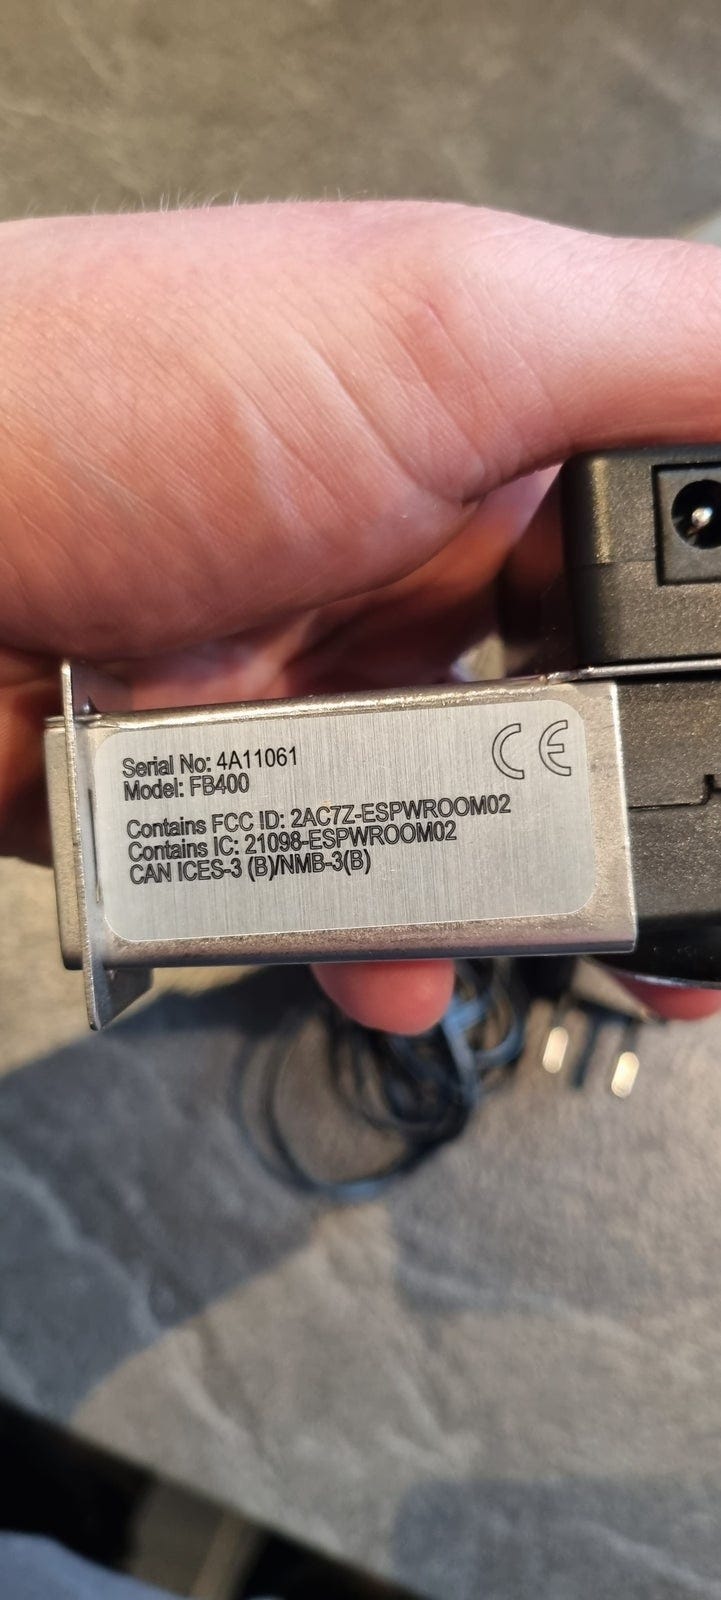 Serial No: 4A11061
Model: FB400
CE
Contains FCC ID: 2AC7Z-ESPWROOM02
Contains IC: 21098-ESPWROOM02
CAN ICES-3 (B)/NMB-3(B)